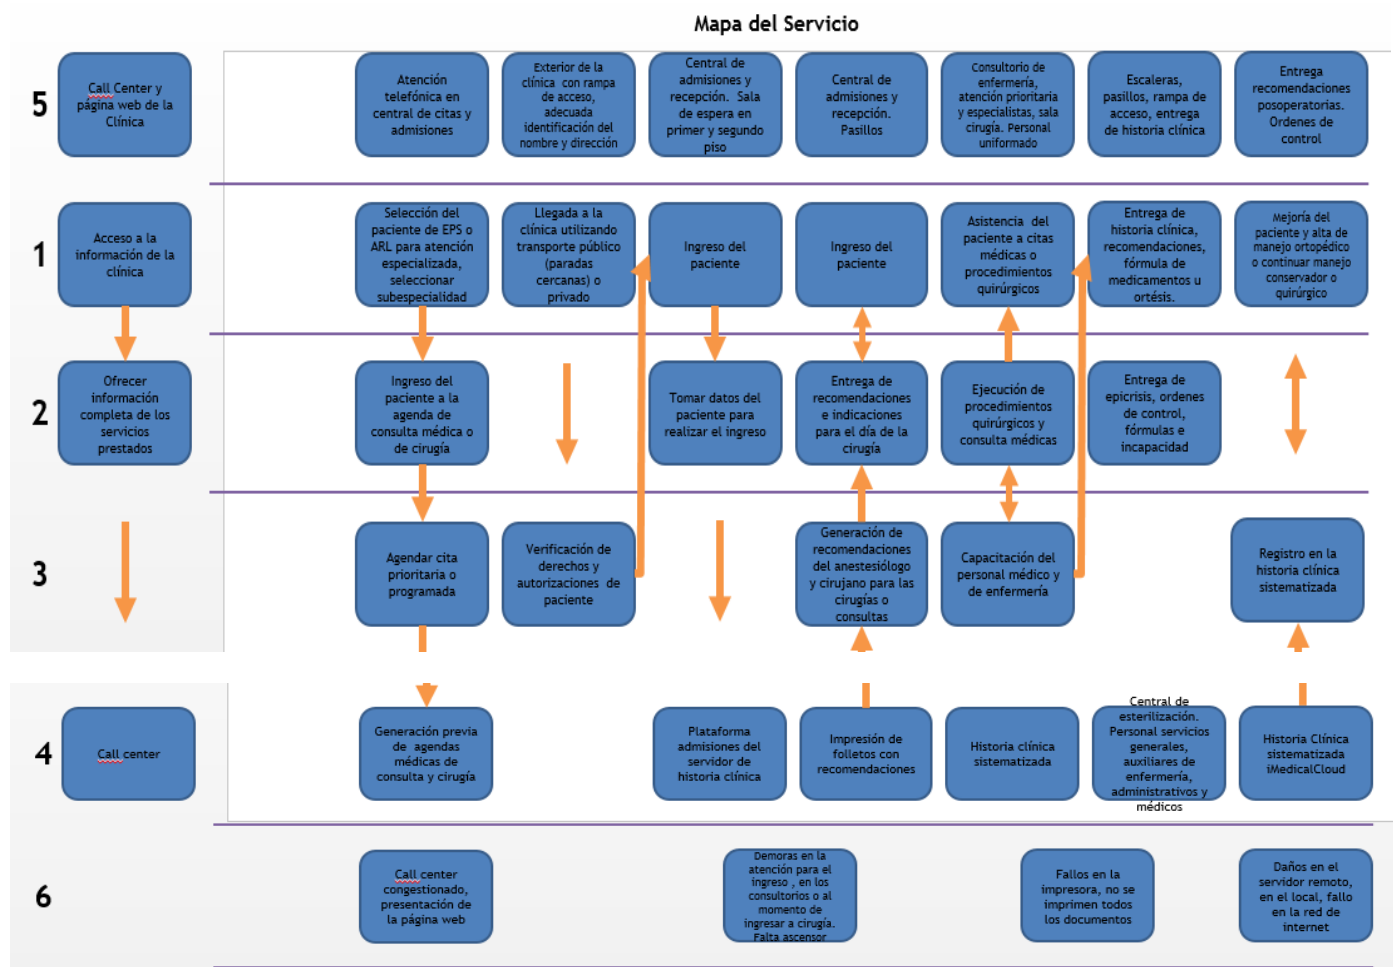 Mapa del Servicio
5
Call Center y
página web de la
Clínica
Atención
telefónica en
central de citas y
admisiones
Exterior de la
clínica con rampa
de acceso,
adecuada
identificación del
nombre y dirección
Central de
admisiones y
recepción. Sala
de espera en
primer y segundo
piso
Central de
admisiones y
recepción.
Pasillos
Consultorio de
enfermería,
atención prioritaria
y especialistas, sala
cirugía. Personal
uniformado
Escaleras,
pasillos, rampa de
acceso, entrega
de historia clínica
Entrega
recomendaciones
posoperatorias.
Ordenes de
control
1
Acceso a la
información de la
clínica
Selección del
paciente de EPS o
ARL para atención
especializada,
seleccionar
subespecialidad
Llegada a la
clínica utilizando
transporte público
(paradas
cercanas) o
privado
Ingreso del
paciente
Ingreso del
paciente
Asistencia del
paciente a citas
médicas o
procedimientos
quirúrgicos
Entrega de
historia clínica,
recomendaciones,
fórmula de
medicamentos u
ortésis.
Mejoría del
paciente y alta de
manejo ortopédico
o continuar manejo
conservador o
quirúrgico
2
Ofrecer
información
completa de los
servicios
prestados
Ingreso del
paciente a la
agenda de
consulta médica o
de cirugía
Tomar datos del
paciente para
realizar el ingreso
Entrega de
recomendaciones
e indicaciones
para el día de la
cirugía
Ejecución de
procedimientos
quirúrgicos y
consulta médicas
Entrega de
epicrisis, ordenes
de control,
fórmulas e
incapacidad
3
Agendar cita
prioritaria o
programada
Verificación de
derechos y
autorizaciones de
paciente
Generación de
recomendaciones
del anestesiólogo
y cirujano para las
cirugías o
consultas
Capacitación del
personal médico y
de enfermería
Registro en la
historia clínica
sistematizada
4
Call center
Generación previa
de agendas
médicas de
consulta y cirugía
Plataforma
admisiones del
servidor de
historia clínica
Impresión de
folletos con
recomendaciones
Historia clínica
sistematizada
Central de
esterilización.
Personal servicios
generales,
auxiliares de
enfermería,
administrativos y
médicos
Historia Clínica
sistematizada
iMedicalCloud
6
Call center
congestionado,
presentación de
la página web
Demoras en la
atención para el
ingreso , en los
consultorios o al
momento de
ingresar a cirugía.
Falta ascensor
Fallos en la
impresora, no se
imprimen todos
los documentos
Daños en el
servidor remoto,
en el local, fallo
en la red de
internet